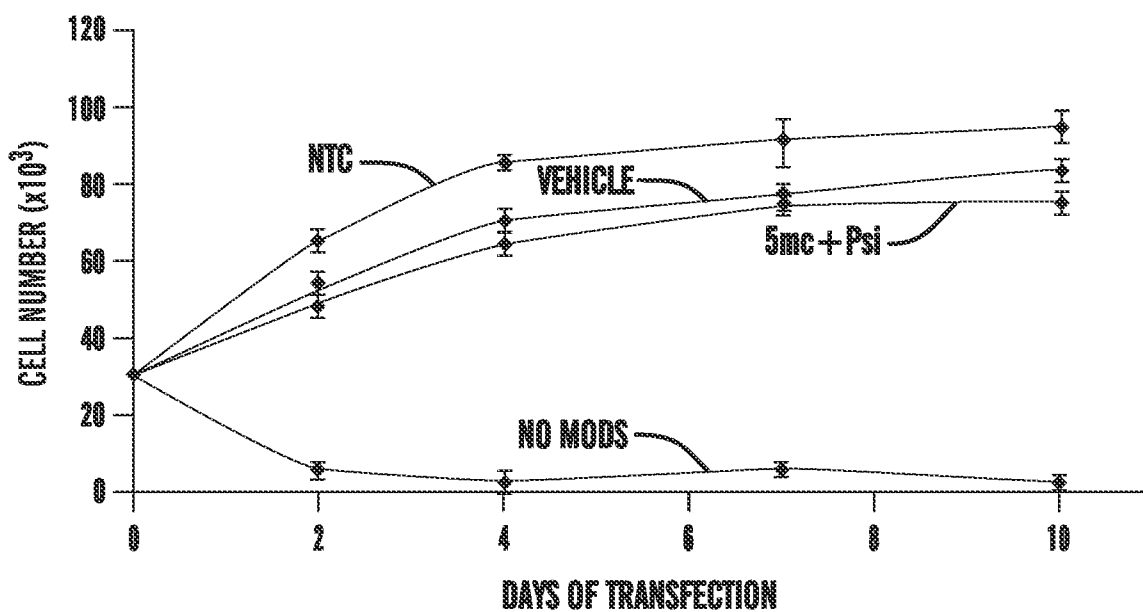 120
100
80
60
40
20
0
CELL NUMBER (x10³)
NTC
VEHICLE
5mc + Psi
NO MODS
0 2 4 6 8 10
DAYS OF TRANSFECTION